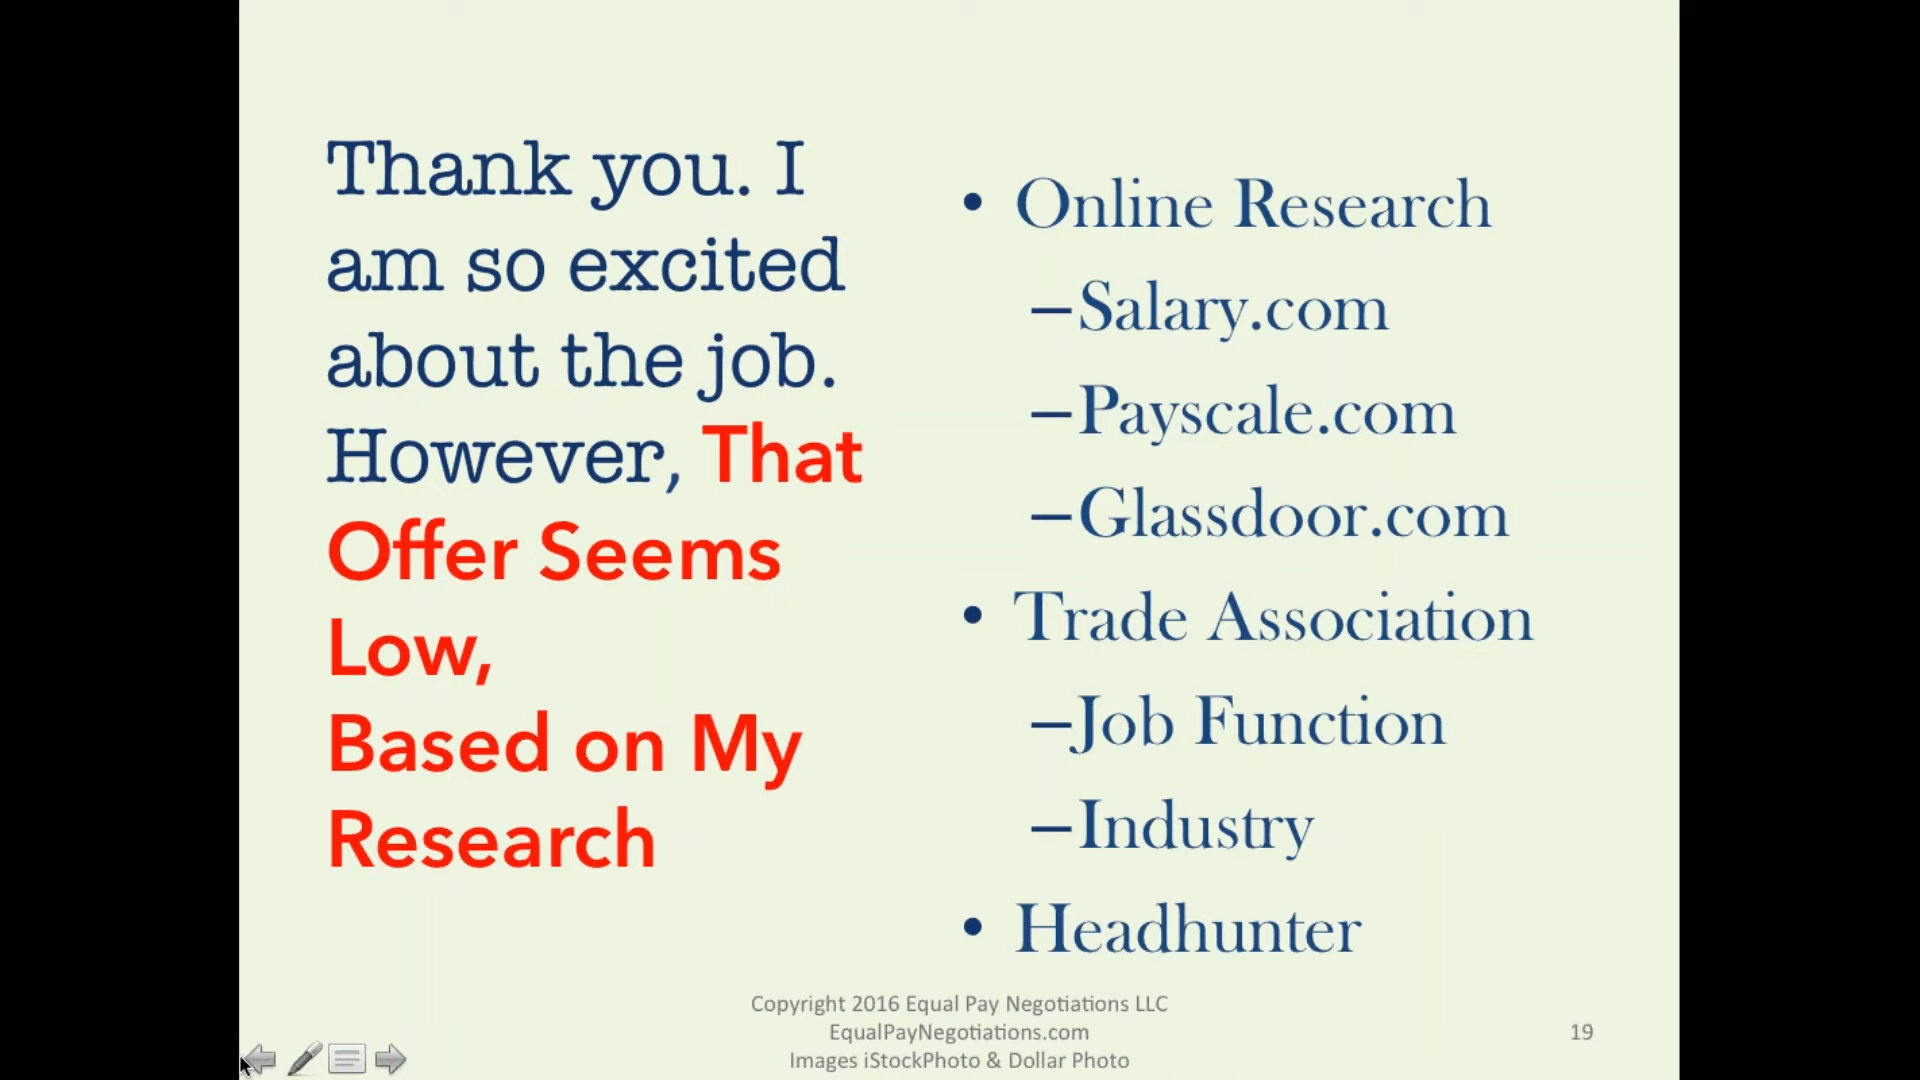 Thank you. I
am so excited
about the job.
However, That
Offer Seems
Low,
Based on My
Research
• Online Research
–Salary.com
–Payscale.com
–Glassdoor.com
• Trade Association
–Job Function
–Industry
• Headhunter
Copyright 2016 Equal Pay Negotiations LLC
EqualPayNegotiations.com
Images iStockPhoto & Dollar Photo
19